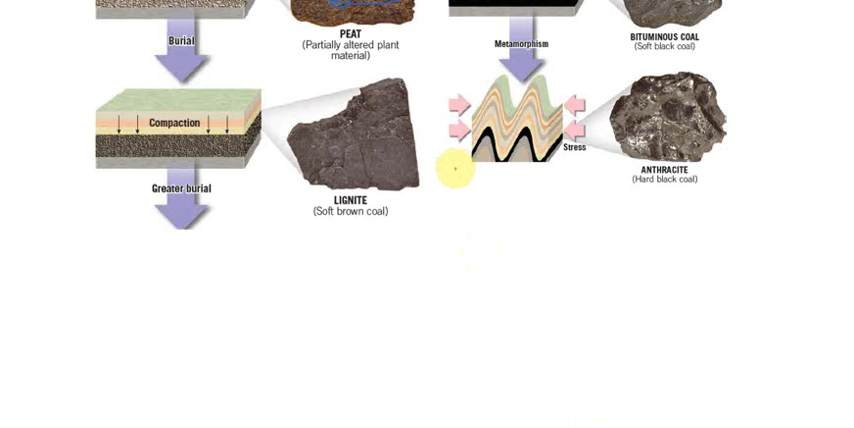 PEAT
(Partially altered plant
material)
Burial
Compaction
LIGNITE
(Soft brown coal)
Greater burial
BITUMINOUS COAL
(Soft black coal)
Metamorphism
Stress
ANTHRACITE
(Hard black coal)